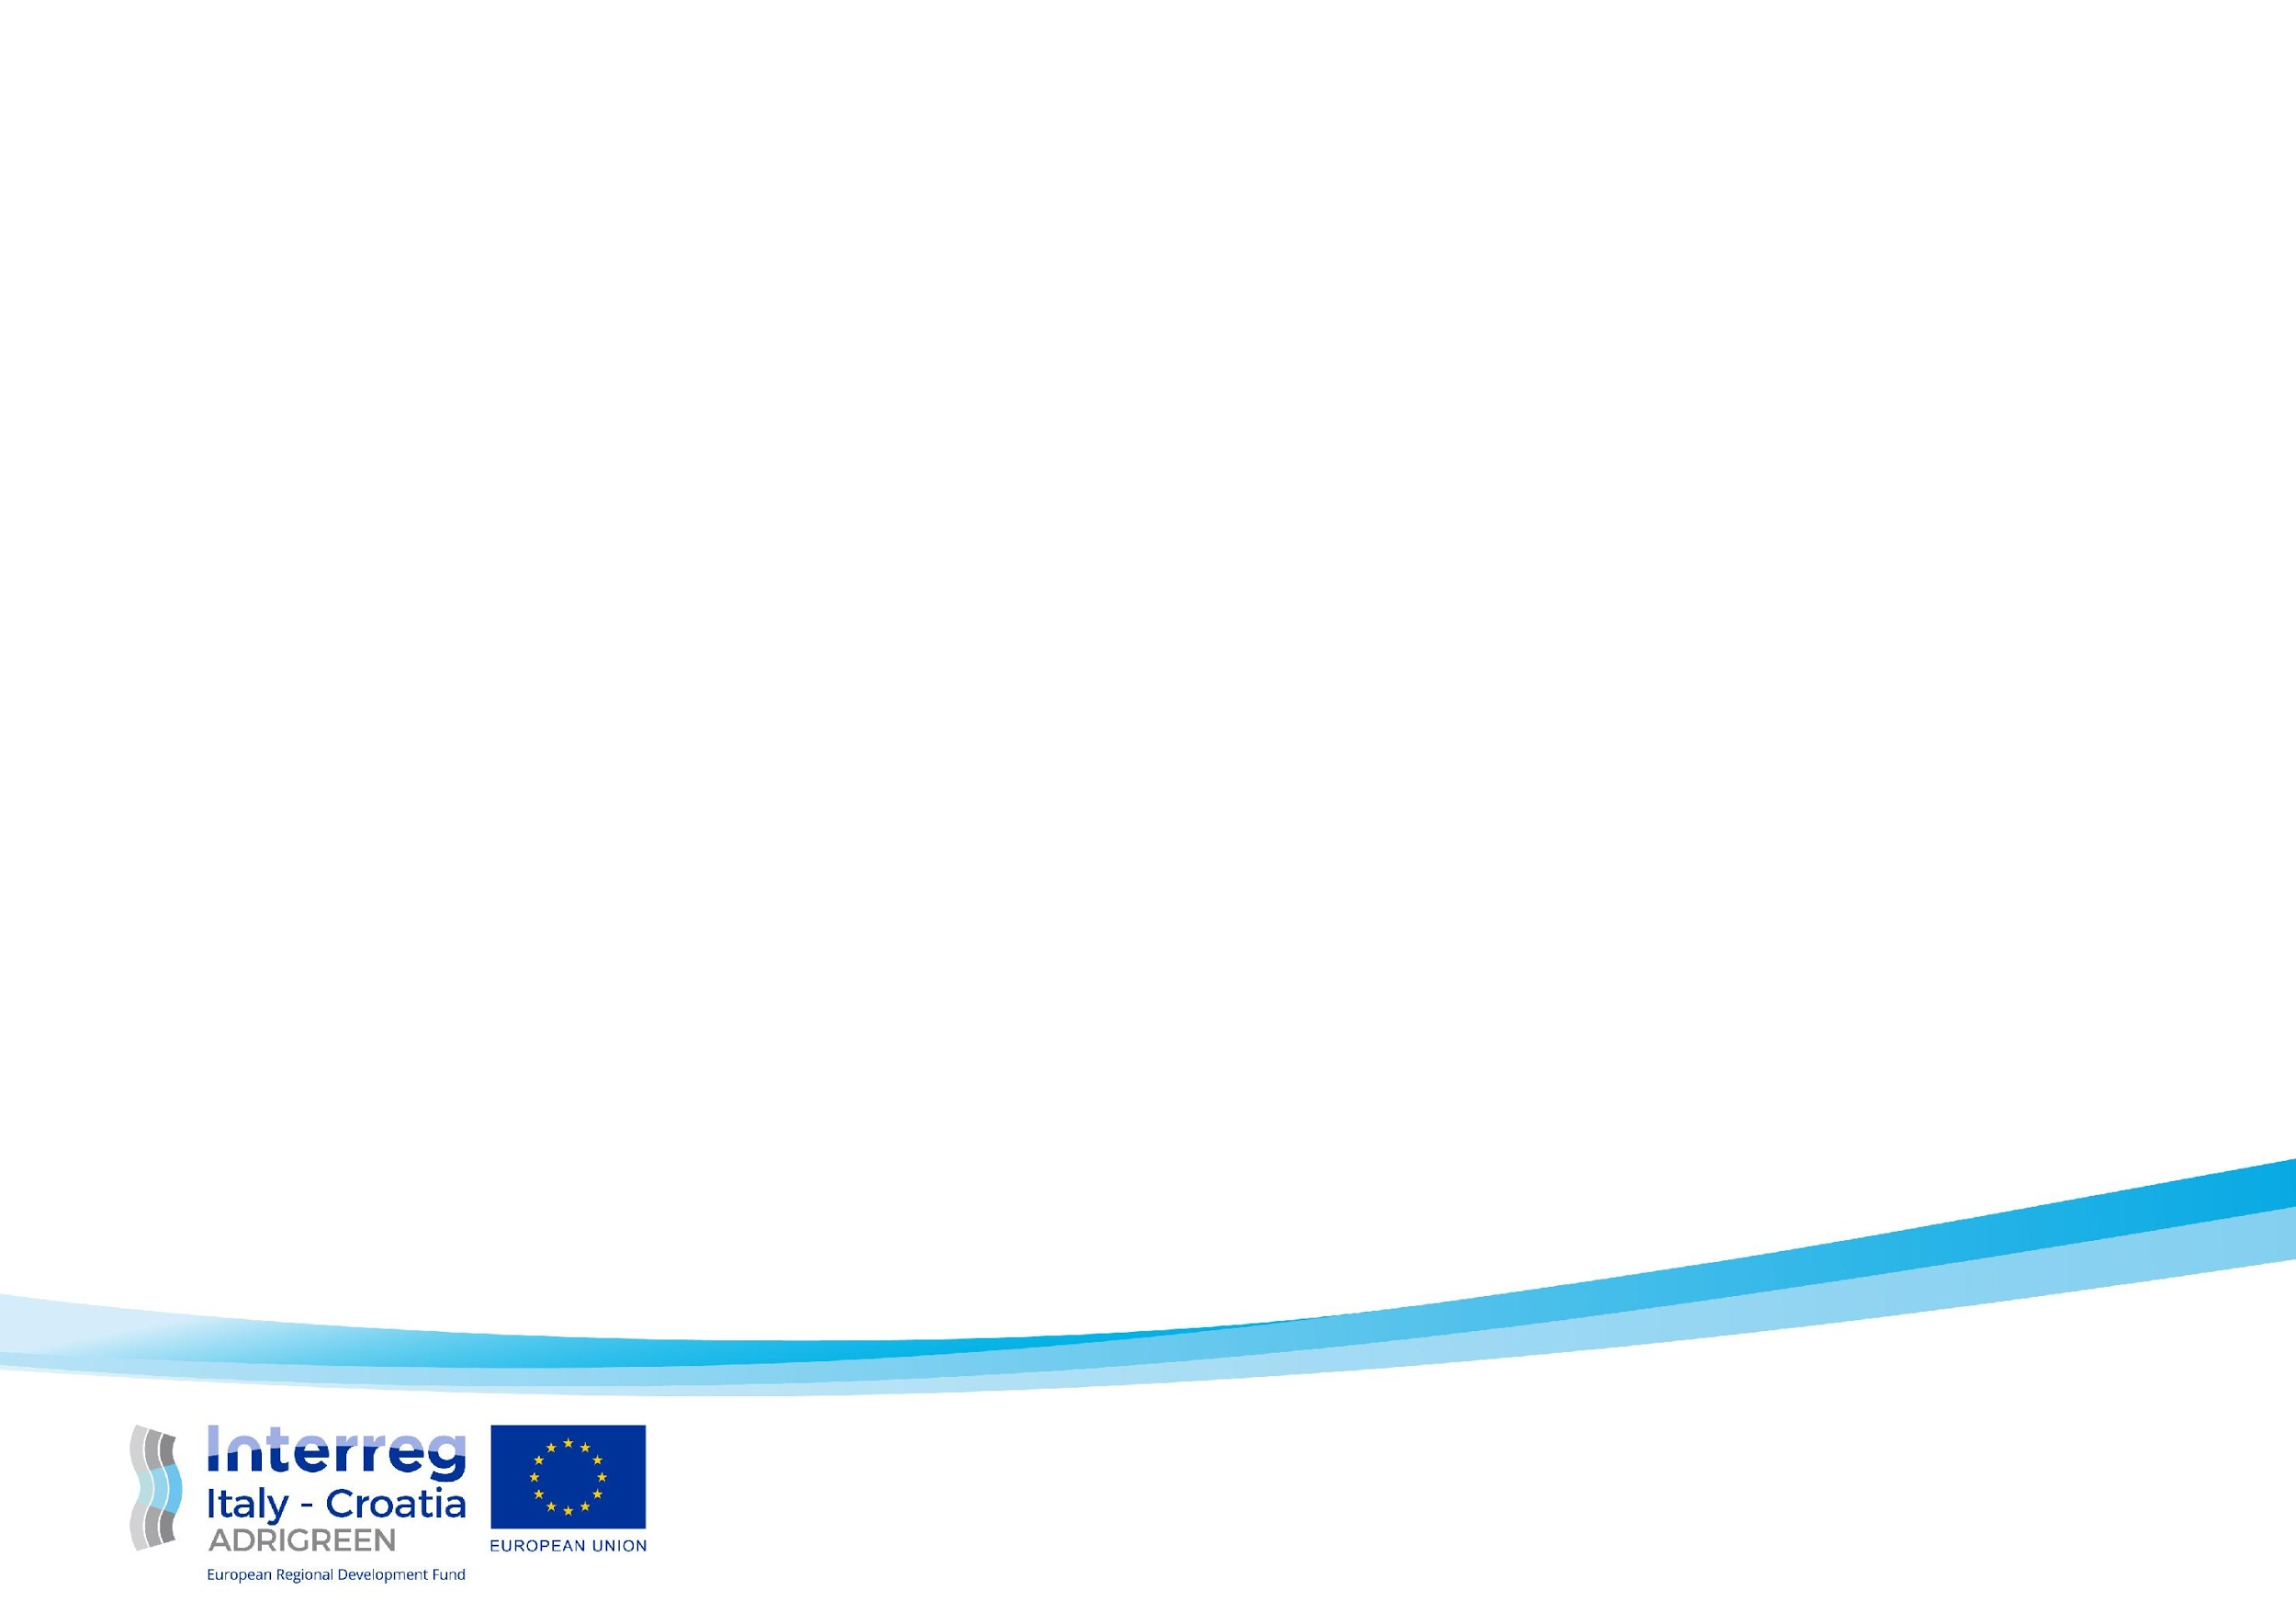 Interreg
Italy - Croatia
ADRIGREEN
European Regional Development Fund
EUROPEAN UNION